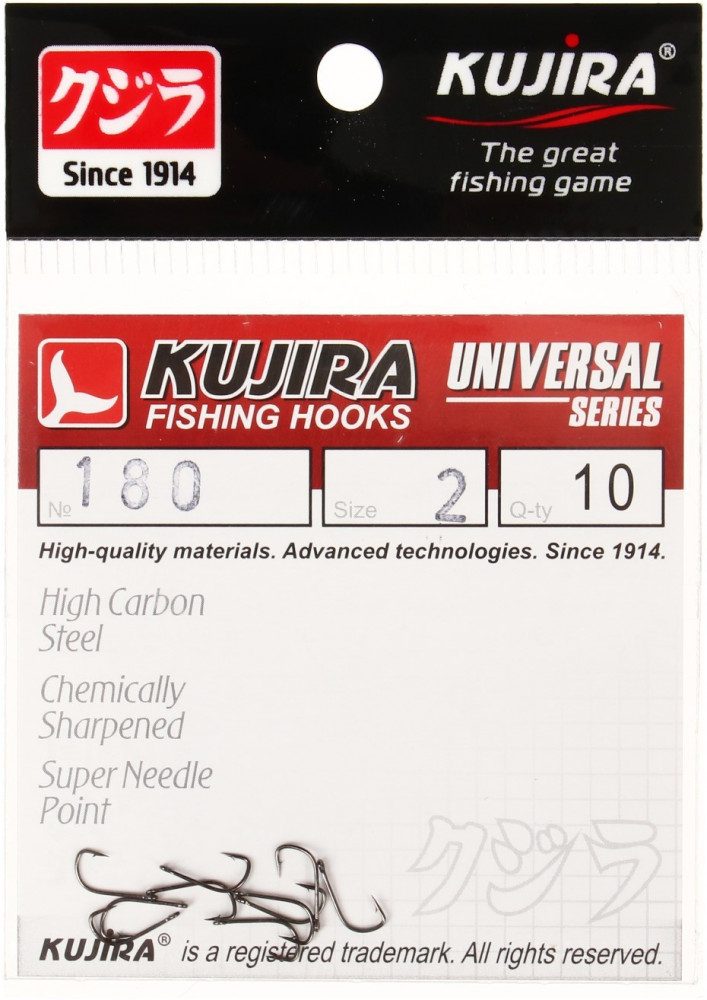 クジラ
Since 1914
KUJIRA®
The great
fishing game
KUJIRA
FISHING HOOKS
UNIVERSAL
SERIES
№ 180
Size 2
Q-ty 10
High-quality materials. Advanced technologies. Since 1914.
High Carbon
Steel
Chemically
Sharpened
Super Needle
Point
クジラ
KUJIRA® is a registered trademark. All rights reserved.